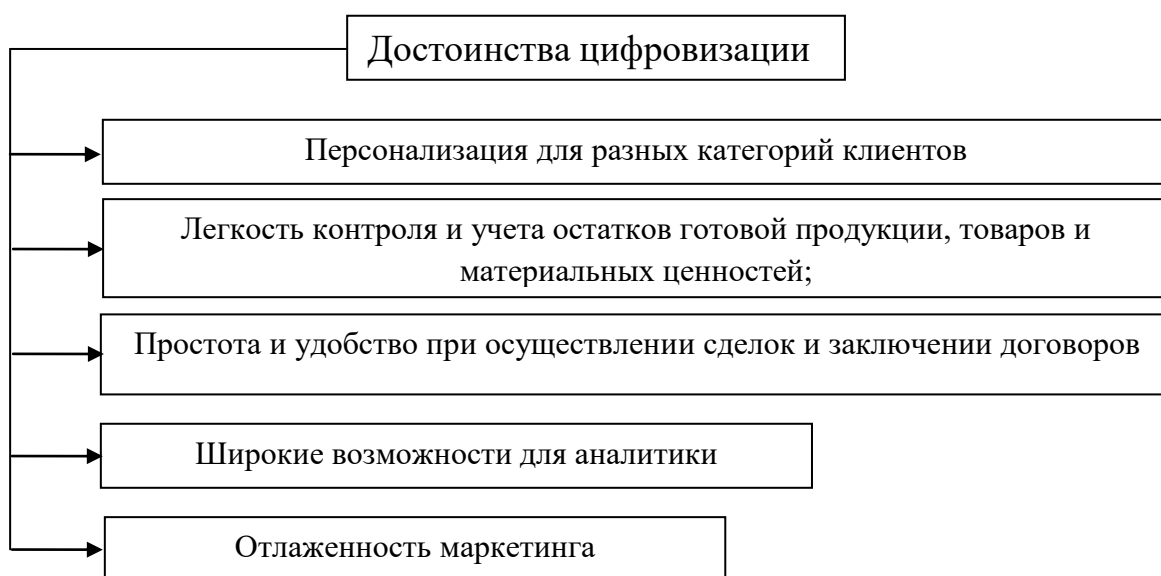 Достоинства цифровизации
Персонализация для разных категорий клиентов
Легкость контроля и учета остатков готовой продукции, товаров и
материальных ценностей;
Простота и удобство при осуществлении сделок и заключении договоров
Широкие возможности для аналитики
Отлаженность маркетинга